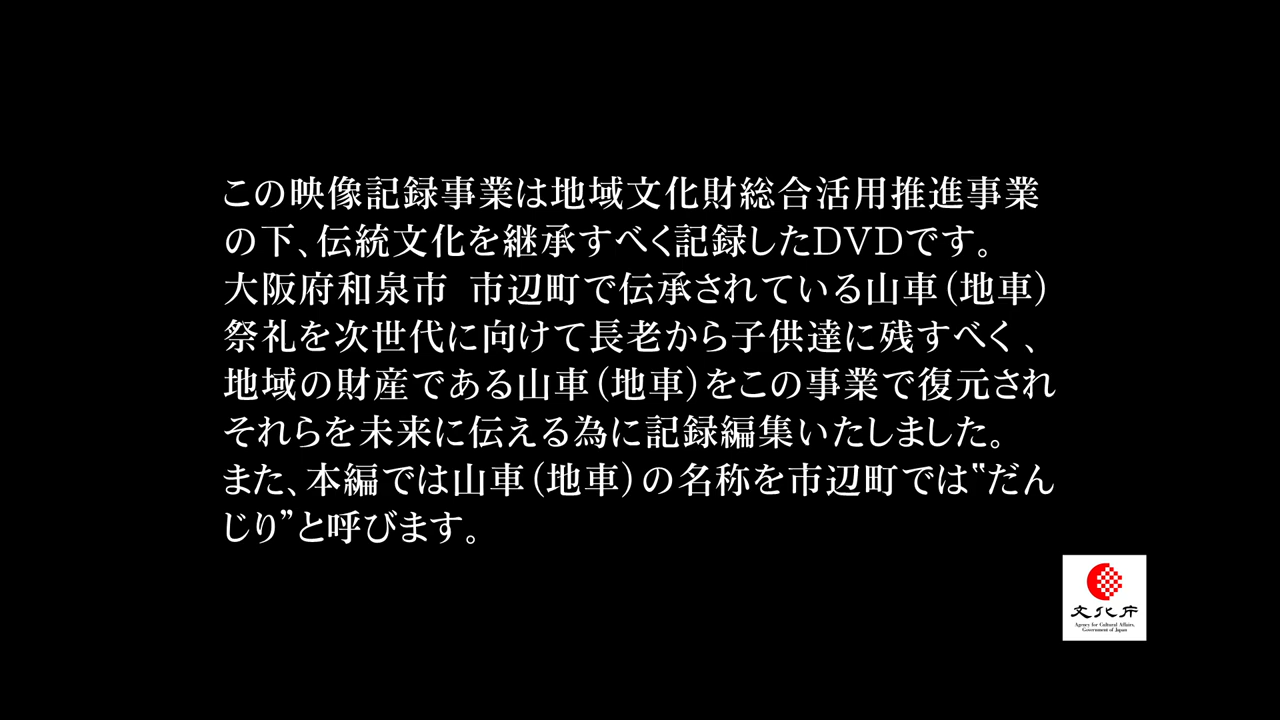 この映像記録事業は地域文化財総合活用推進事業
の下、伝統文化を継承すべく記録したDVDです。
大阪府和泉市 市辺町で伝承されている山車(地車)
祭礼を次世代に向けて長老から子供達に残すべく、
地域の財産である山車(地車)をこの事業で復元され
それらを未来に伝える為に記録編集いたしました。
また、本編では山車(地車)の名称を市辺町では“だん
じり”と呼びます。
文化庁
Agency for Cultural Affairs,
Government of Japan